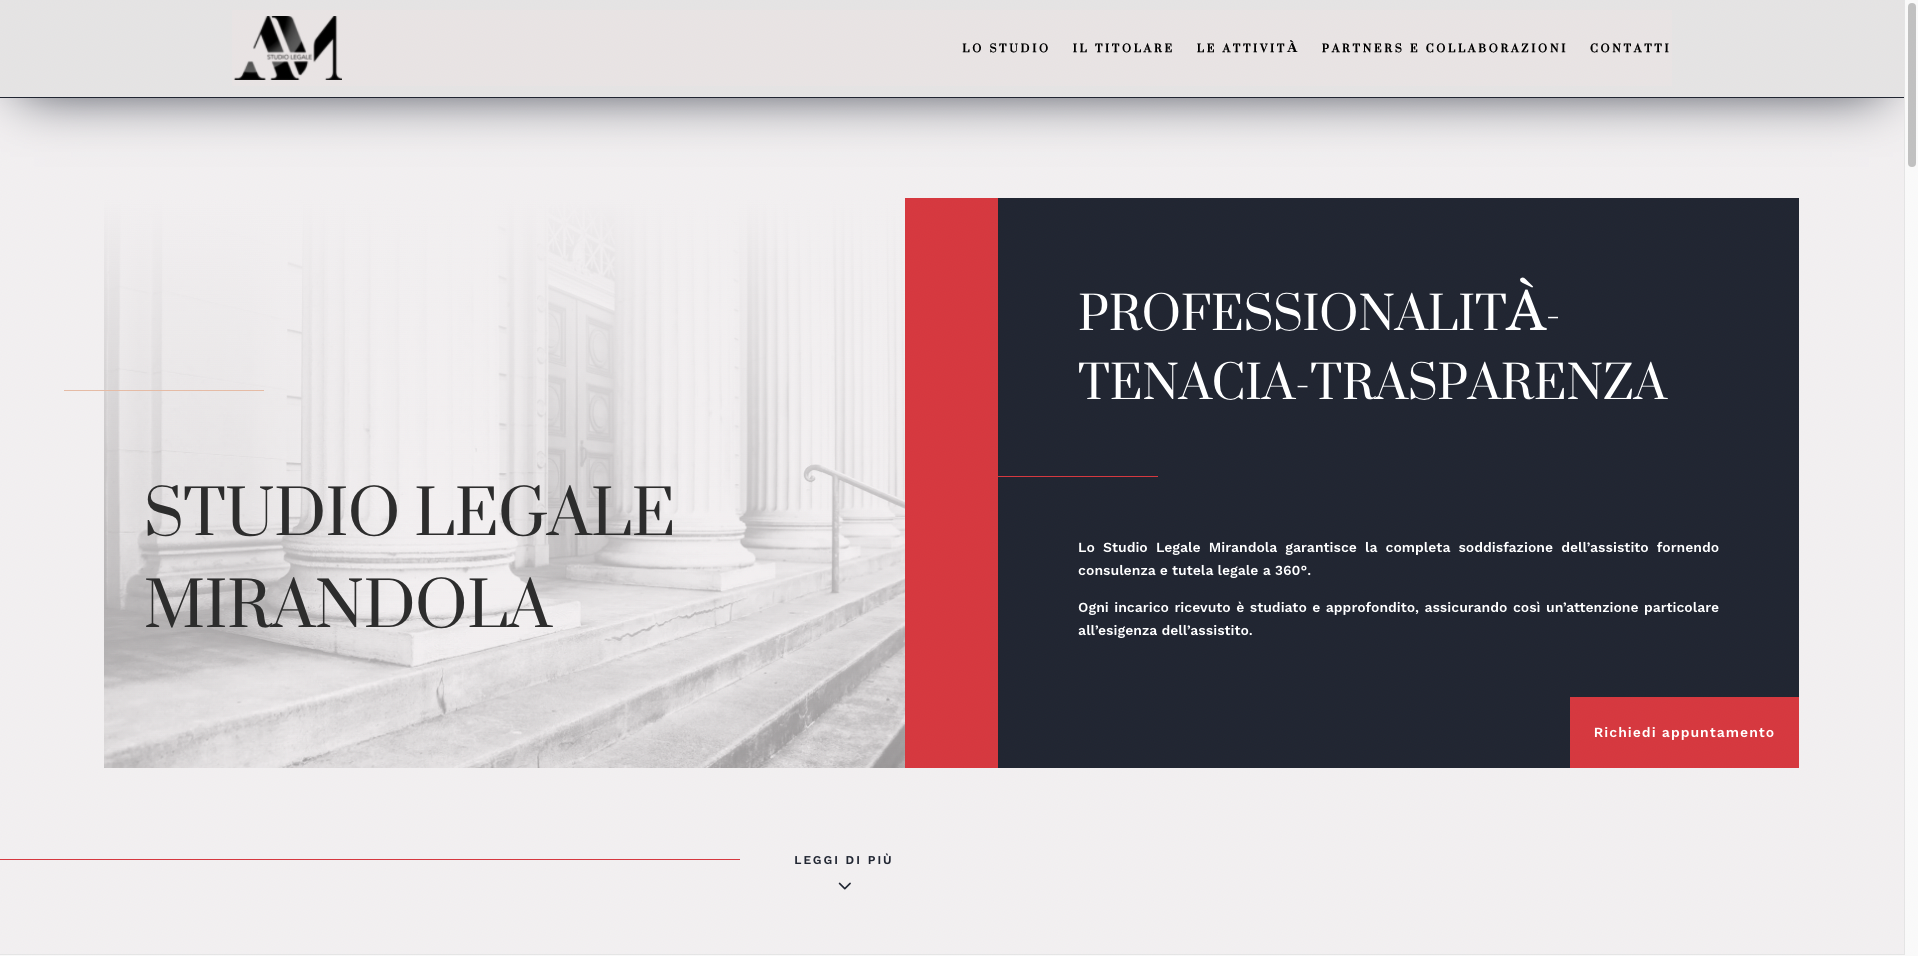 AM
STUDIO LEGALE
LO STUDIO IL TITOLARE LE ATTIVITÀ PARTNERS E COLLABORAZIONI CONTATTI
STUDIO LEGALE
MIRANDOLA
PROFESSIONALITÀ-
TENACIA-TRASPARENZA
Lo Studio Legale Mirandola garantisce la completa soddisfazione dell’assistito fornendo
consulenza e tutela legale a 360°.
Ogni incarico ricevuto è studiato e approfondito, assicurando così un’attenzione particolare
all’esigenza dell’assistito.
Richiedi appuntamento
LEGGI DI PIÙ